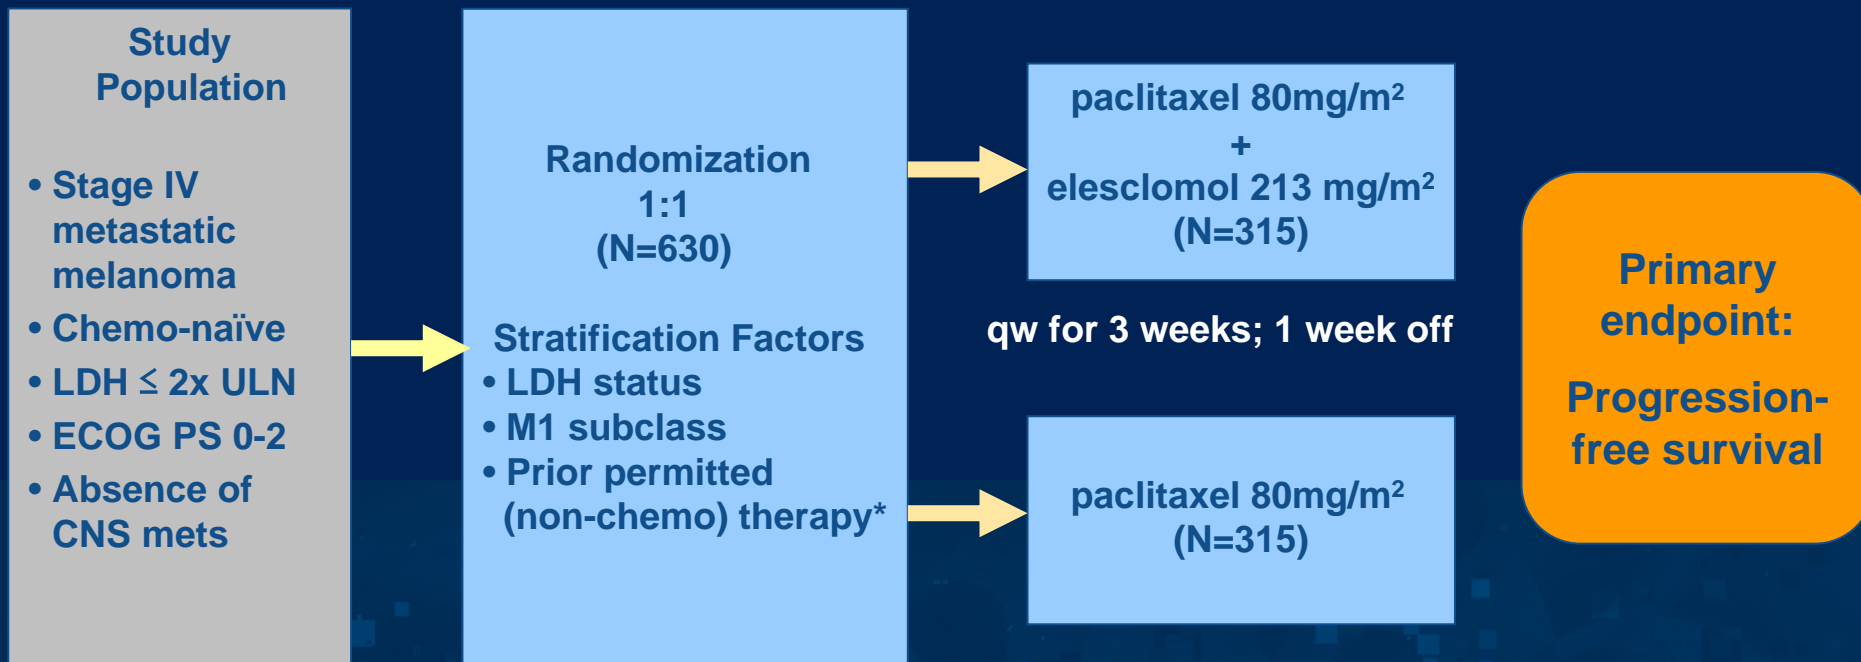 Study
Population
• Stage IV
metastatic
melanoma
• Chemo-naïve
• LDH ≤ 2x ULN
• ECOG PS 0-2
• Absence of
CNS mets
Randomization
1:1
(N=630)
Stratification Factors
• LDH status
• M1 subclass
• Prior permitted
(non-chemo) therapy*
paclitaxel 80mg/m²
+
elesclomol 213 mg/m²
(N=315)
qw for 3 weeks; 1 week off
paclitaxel 80mg/m²
(N=315)
Primary
endpoint:
Progression-
free survival